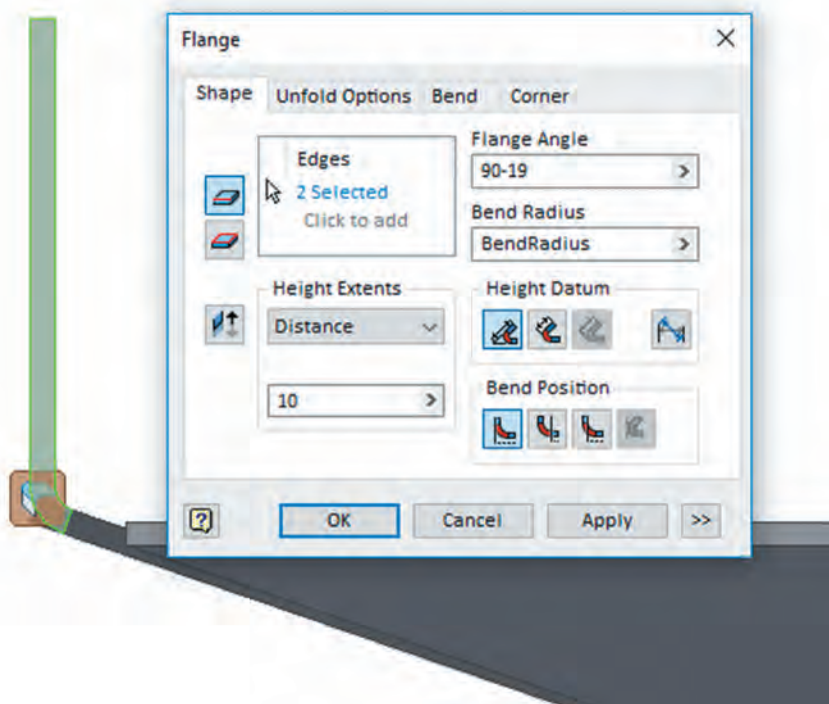 Flange
Shape Unfold Options Bend Corner
Edges
2 Selected
Click to add
Flange Angle
90-19
Bend Radius
BendRadius
Height Extents
Distance
10
Height Datum
Bend Position
OK Cancel Apply >>